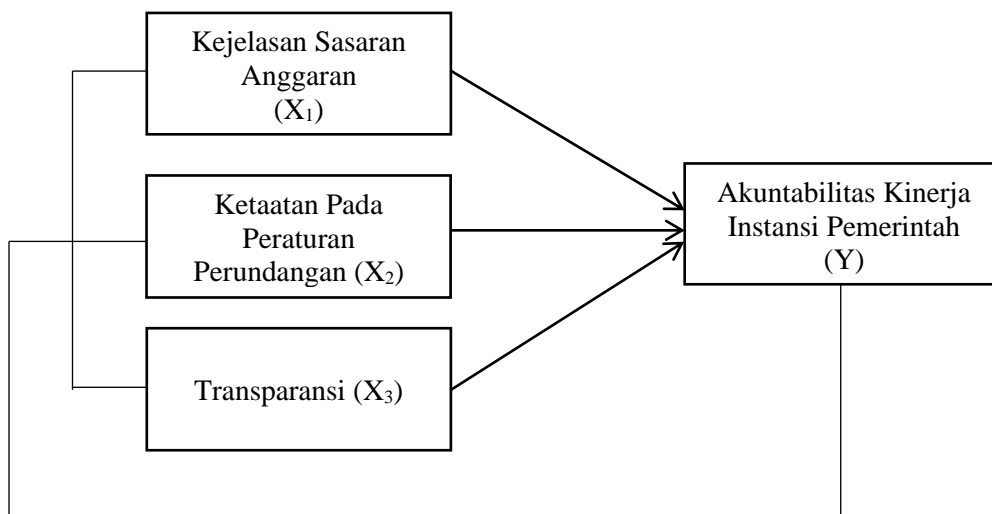 Kejelasan Sasaran
Anggaran
(X₁)
Ketaatan Pada
Peraturan
Perundangan (X₂)
Transparansi (X₃)
Akuntabilitas Kinerja
Instansi Pemerintah
(Y)